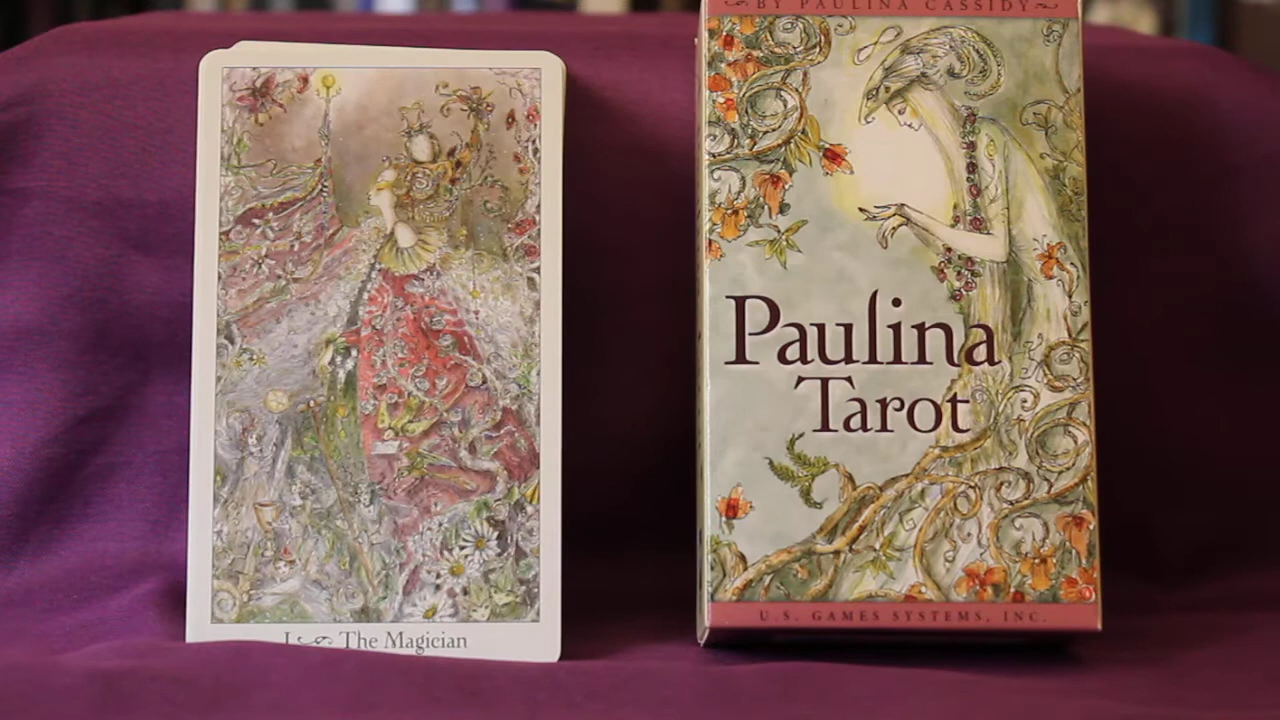 I The Magician
BY PAULINA CASSIDY
Paulina
Tarot
U.S. GAMES SYSTEMS, INC.